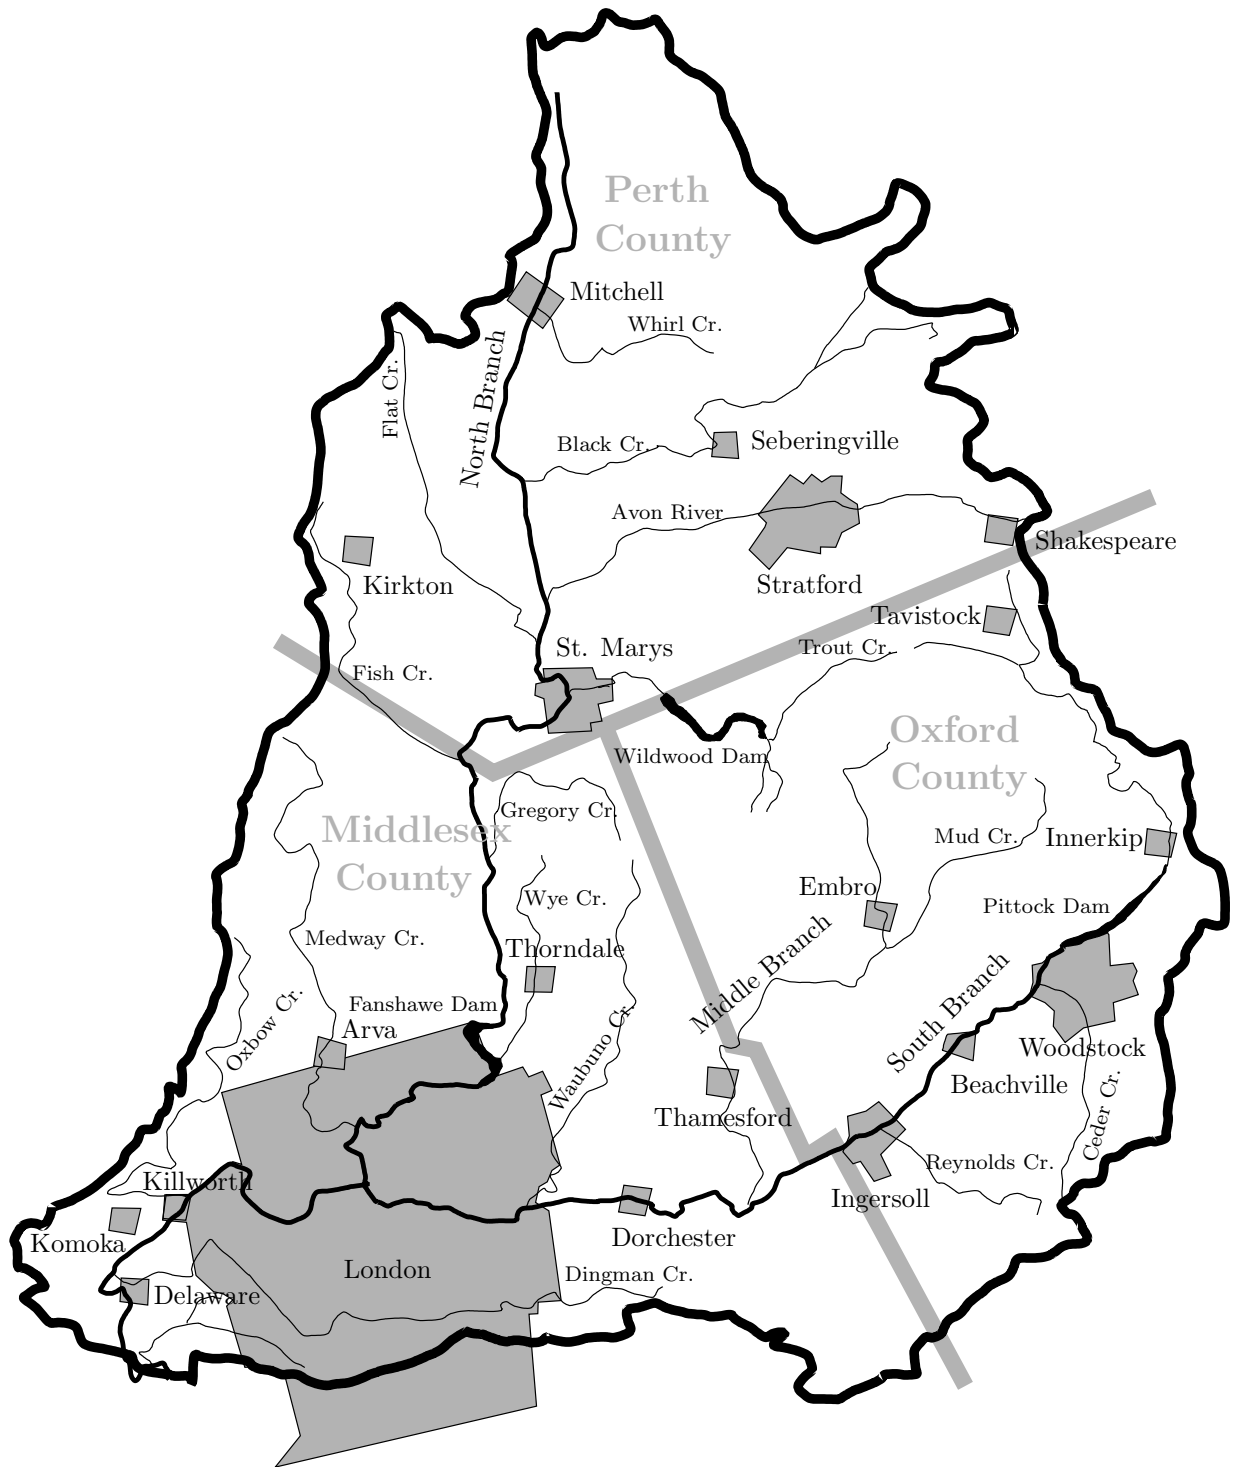 Perth
County
Mitchell
Whirl Cr.
North Branch
Flat Cr.
Black Cr.
Seberingville
Avon River
Shakespeare
Kirkton
Stratford
Tavistock
St. Marys
Trout Cr.
Fish Cr.
Oxford
County
Wildwood Dam
Gregory Cr.
Middlesex
County
Mud Cr.
Innerkip
Embro
Wye Cr.
Pittock Dam
Medway Cr.
Thorndale
Middle Branch
South Branch
Fanshawe Dam
Arva
Oxbow Cr.
Waubuno Cr.
Woodstock
Beachville
Thamesford
Ceder Cr.
Reynolds Cr.
Killworth
Ingersoll
Komoka
Dorchester
London
Dingman Cr.
Delaware